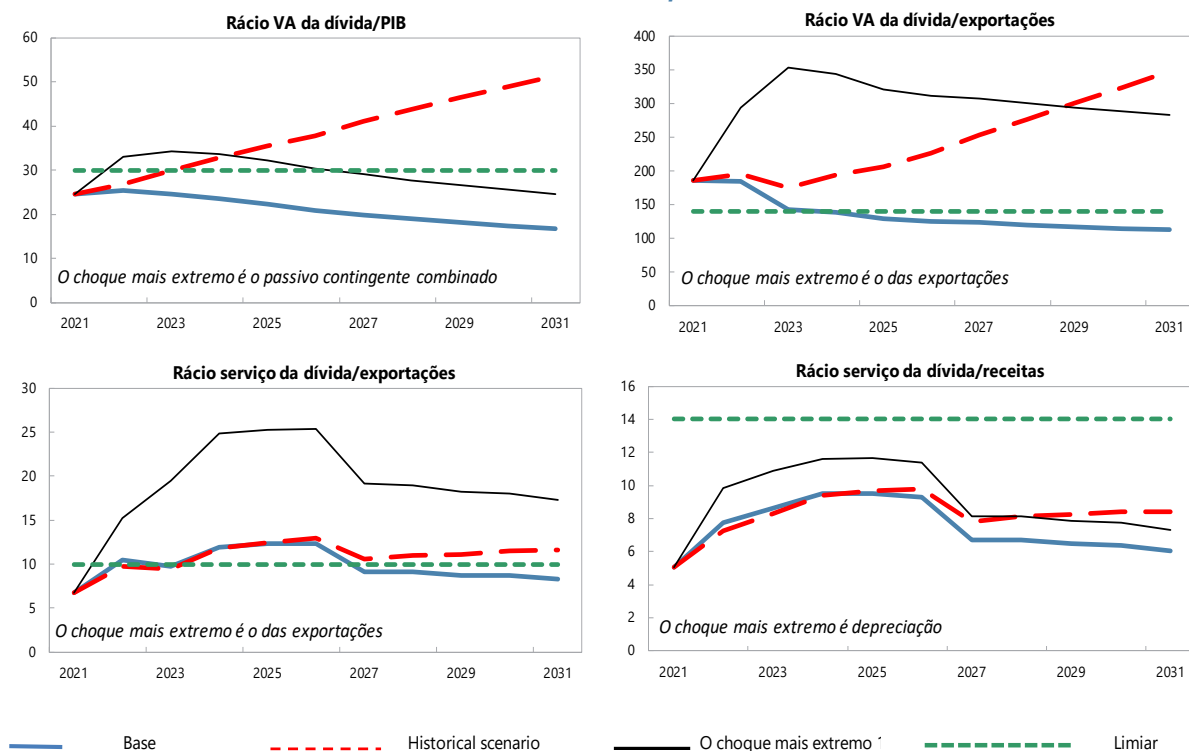 Rácio VA da dívida/PIB
60
50
40
30
20
10
0
O choque mais extremo é o passivo contingente combinado
2021 2023 2025 2027 2029 2031
Rácio VA da dívida/exportações
400
350
300
250
200
150
100
50
0
O choque mais extremo é o das exportações
2021 2023 2025 2027 2029 2031
Rácio serviço da dívida/exportações
30
25
20
15
10
5
0
O choque mais extremo é o das exportações
2021 2023 2025 2027 2029 2031
Rácio serviço da dívida/receitas
16
14
12
10
8
6
4
2
0
O choque mais extremo é depreciação
2021 2023 2025 2027 2029 2031
Base Historical scenario O choque mais extremo Limiar